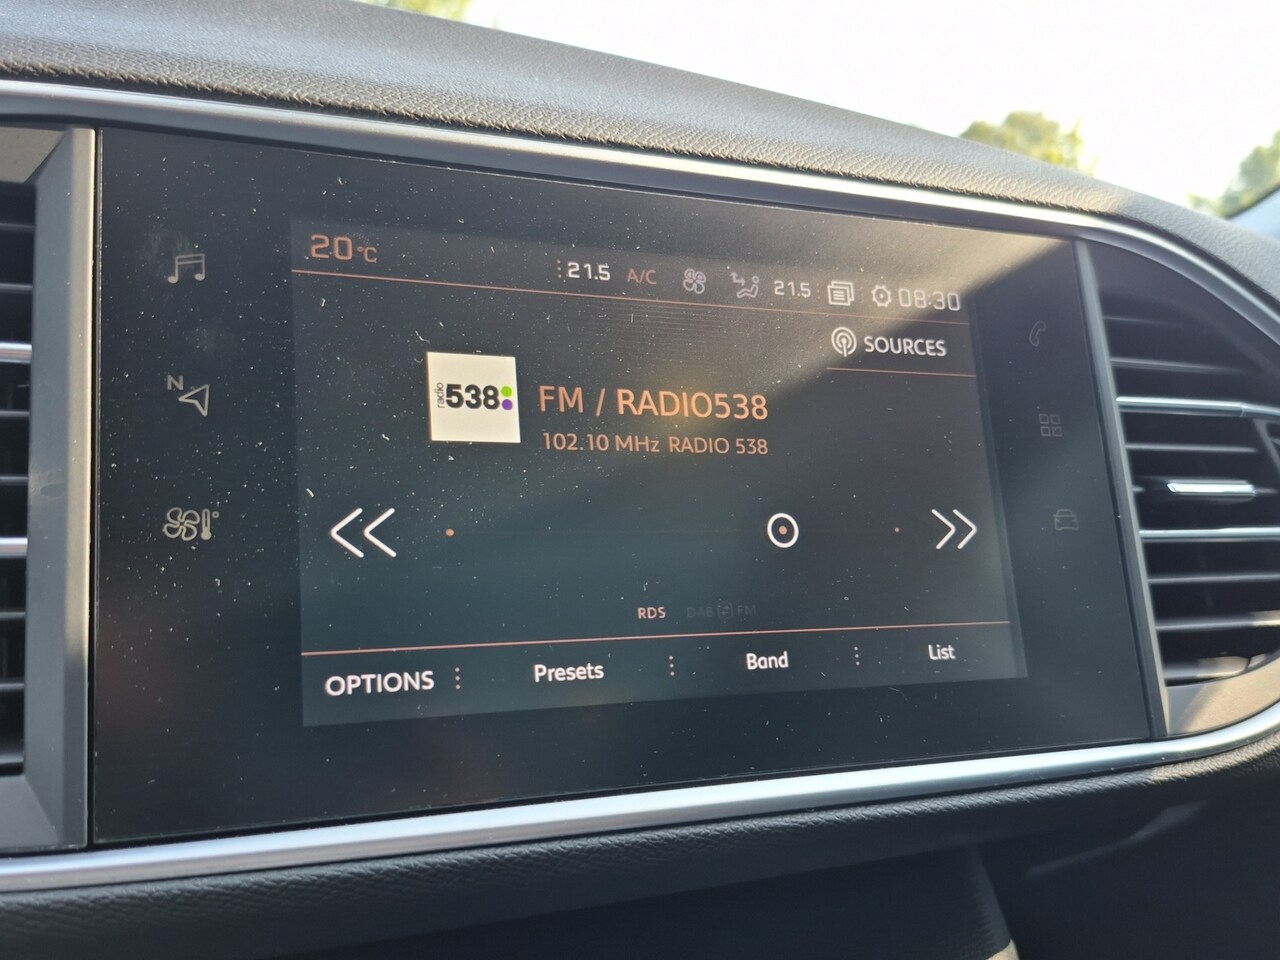 20°C
21.5 A/C 21.5 08:30
SOURCES
radio 538
FM / RADIO538
102.10 MHz RADIO 538
N
RDS DAB FM
OPTIONS Presets Band List